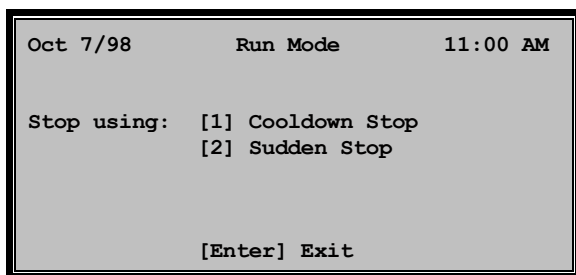 Oct 7/98 Run Mode 11:00 AM
Stop using: [1] Cooldown Stop
[2] Sudden Stop
[Enter] Exit